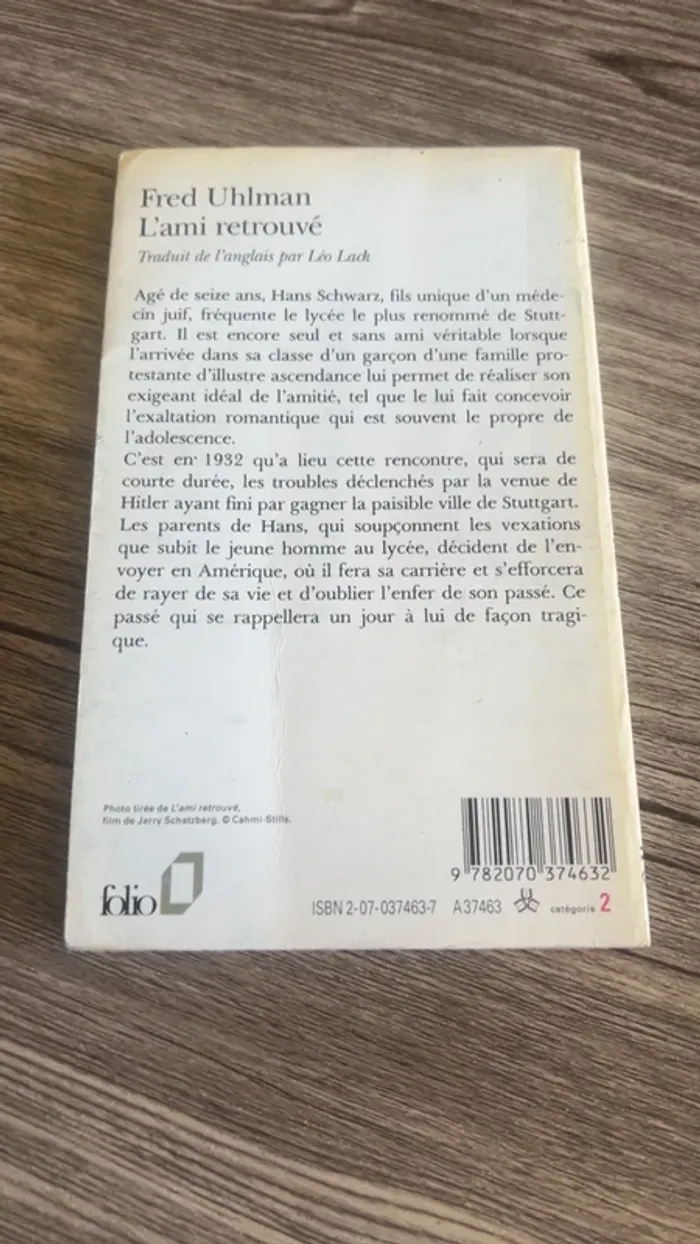 Fred Uhlman
L'ami retrouvé
Traduit de l'anglais par Léo Lack
Agé de seize ans, Hans Schwarz, fils unique d'un méde-
cin juif, fréquente le lycée le plus renommé de Stutt-
gart. Il est encore seul et sans ami véritable lorsque
l'arrivée dans sa classe d'un garçon d'une famille pro-
testante d'illustre ascendance lui permet de réaliser son
exigeant idéal de l'amitié, tel que le lui fait concevoir
l'exaltation romantique qui est souvent le propre de
l'adolescence.
C'est en 1932 qu'a lieu cette rencontre, qui sera de
courte durée, les troubles déclenchés par la venue de
Hitler ayant fini par gagner la paisible ville de Stuttgart.
Les parents de Hans, qui soupçonnent les vexations
que subit le jeune homme au lycée, décident de l'en-
voyer en Amérique, où il fera sa carrière et s'efforcera
de rayer de sa vie et d'oublier l'enfer de son passé. Ce
passé qui se rappellera un jour à lui de façon tragi-
que.
Photo tirée de L'ami retrouvé,
film de Jerry Schatzberg. © Cahmi-Stills.
9 782070 374632
folio
ISBN 2-07-037463-7 A37463 catégorie 2